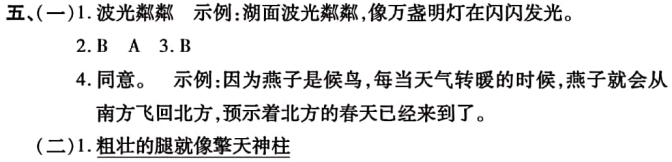 五、(一)1. 波光粼粼　示例:湖面波光粼粼,像万盏明灯在闪闪发光。
2. B　A　3. B
4. 同意。　示例:因为燕子是候鸟,每当天气转暖的时候,燕子就会从
南方飞回北方,预示着北方的春天已经来到了。
(二)1. 粗壮的腿就像擎天神柱